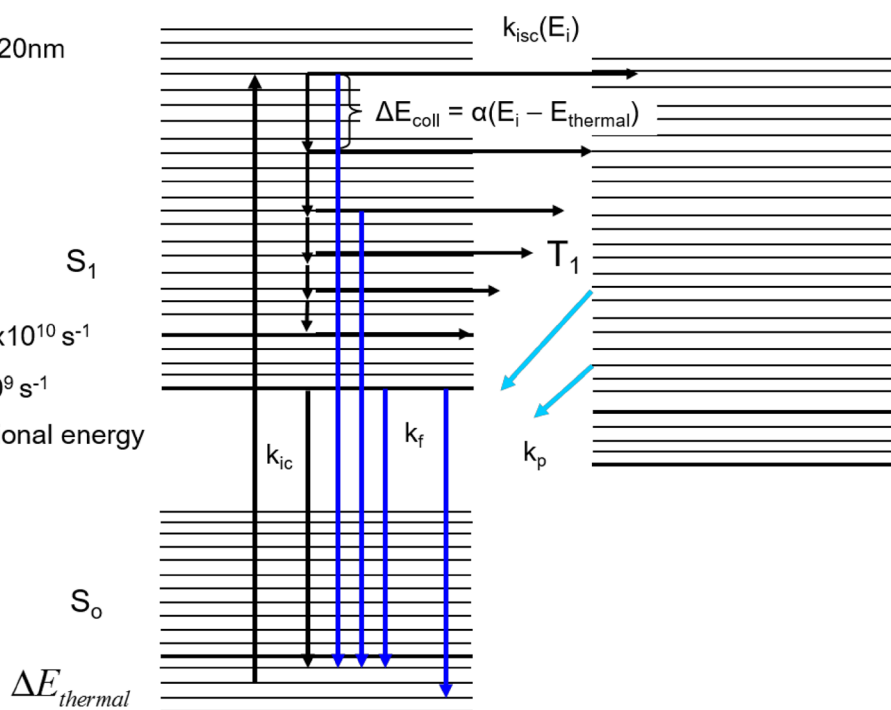 k_isc(E_i)
20nm
ΔE_coll = α(E_i − E_thermal)
S_1
T_1
x10^10 s^-1
9 s^-1
onal energy
k_f
k_ic
k_p
S_o
ΔE_thermal